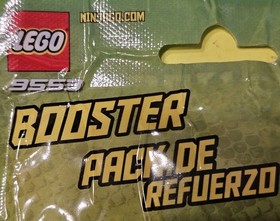 NINJAGO.COM
LEGO
9553
BOOSTER
PACK DE
REFUERZO